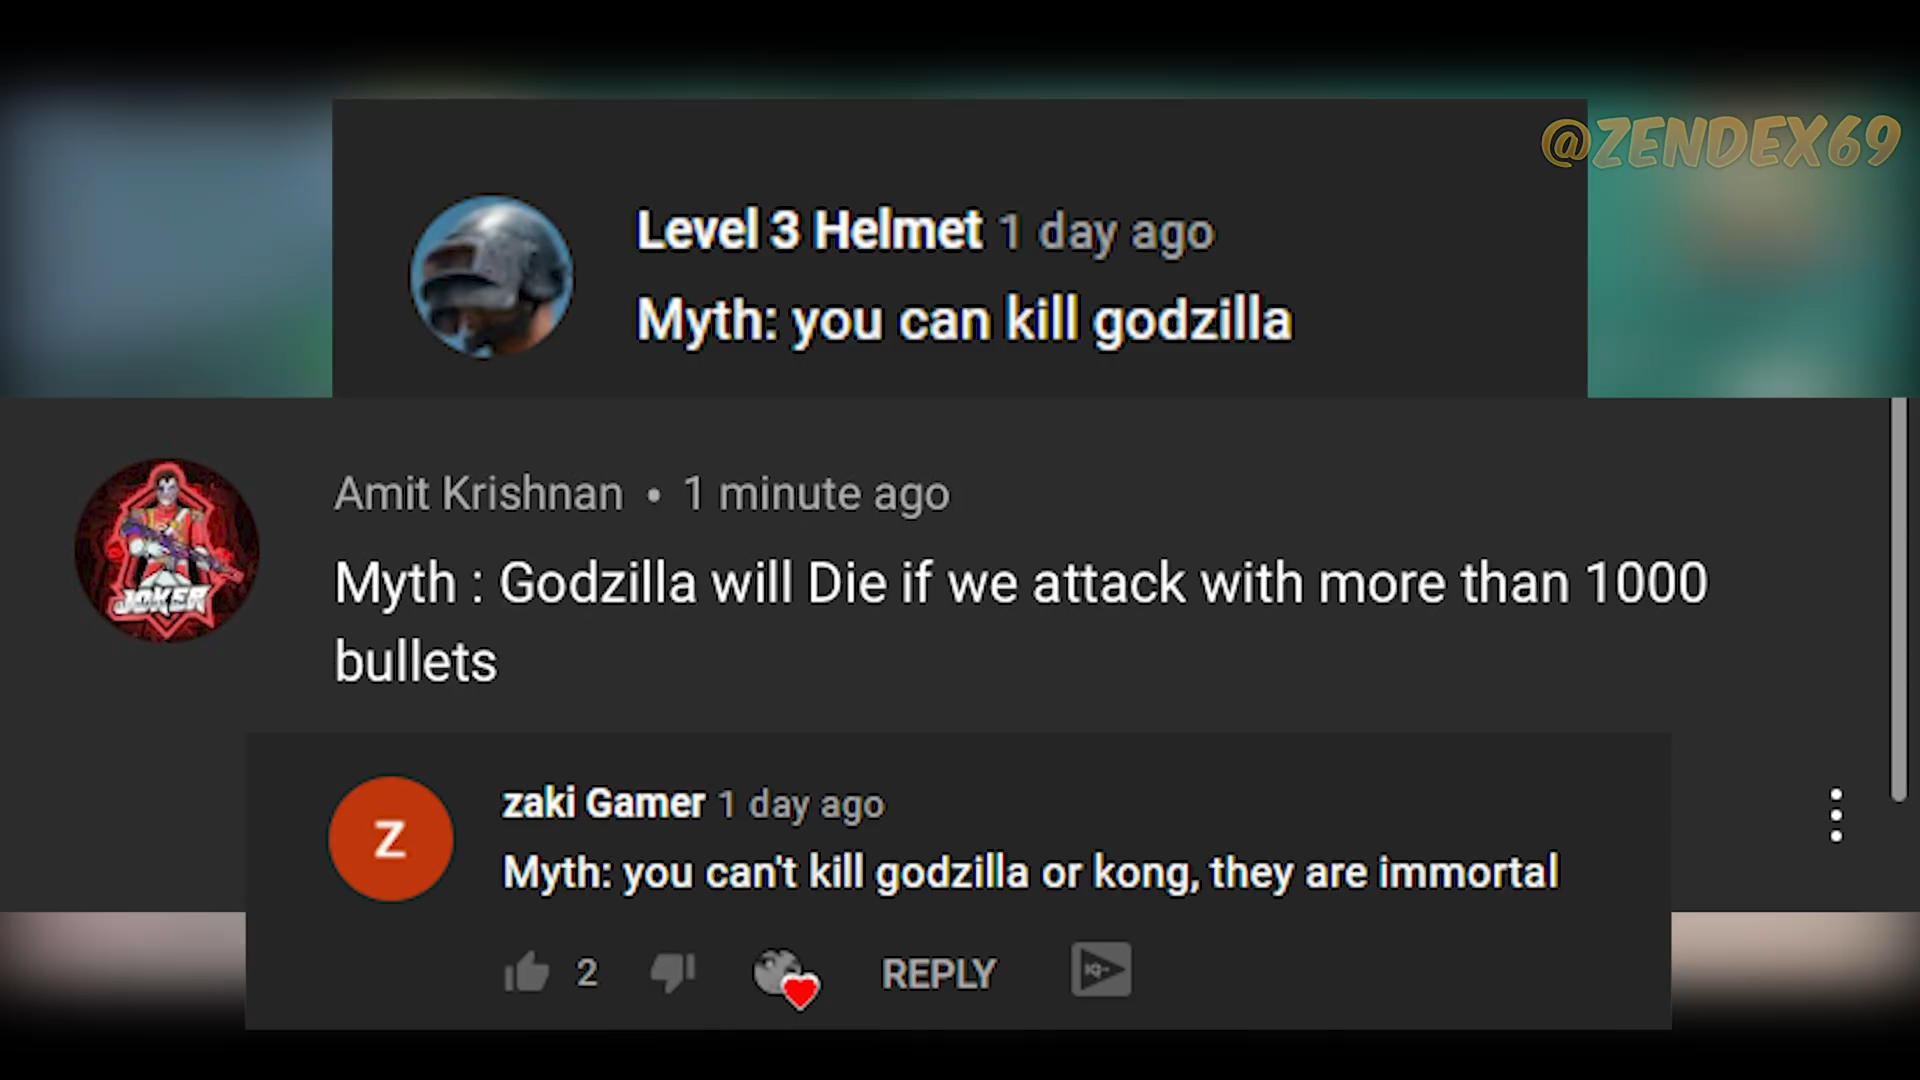 @ZENDEX69
Level 3 Helmet 1 day ago
Myth: you can kill godzilla
Amit Krishnan • 1 minute ago
JOKER
Myth : Godzilla will Die if we attack with more than 1000
bullets
Z
zaki Gamer 1 day ago
Myth: you can't kill godzilla or kong, they are immortal
2
REPLY
IQ-